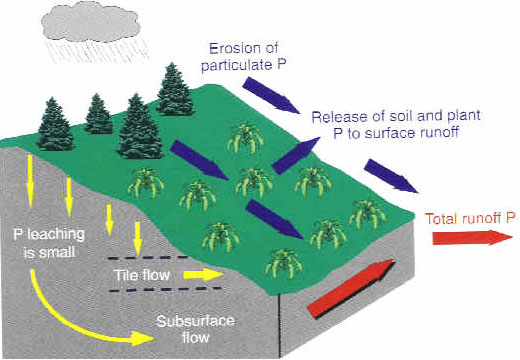 Erosion of
particulate P
Release of soil and plant
P to surface runoff
Total runoff P
P leaching
is small
Tile flow
Subsurface
flow